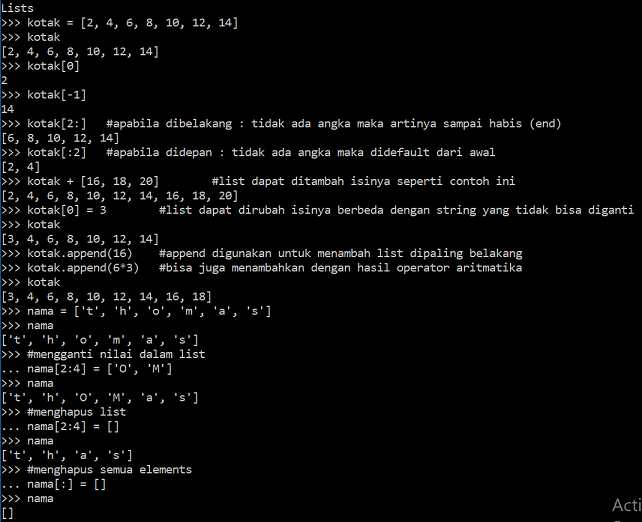 Lists
>>> kotak = [2, 4, 6, 8, 10, 12, 14]
>>> kotak
[2, 4, 6, 8, 10, 12, 14]
>>> kotak[0]
2
>>> kotak[-1]
14
>>> kotak[2:]   #apabila dibelakang : tidak ada angka maka artinya sampai habis (end)
[6, 8, 10, 12, 14]
>>> kotak[:2]   #apabila didepan : tidak ada angka maka didefault dari awal
[2, 4]
>>> kotak + [16, 18, 20]        #list dapat ditambah isinya seperti contoh ini
[2, 4, 6, 8, 10, 12, 14, 16, 18, 20]
>>> kotak[0] = 3        #list dapat dirubah isinya berbeda dengan string yang tidak bisa diganti
>>> kotak
[3, 4, 6, 8, 10, 12, 14]
>>> kotak.append(16)    #append digunakan untuk menambah list dipaling belakang
>>> kotak.append(6*3)   #bisa juga menambahkan dengan hasil operator aritmatika
>>> kotak
[3, 4, 6, 8, 10, 12, 14, 16, 18]
>>> nama = ['t', 'h', 'o', 'm', 'a', 's']
>>> nama
['t', 'h', 'o', 'm', 'a', 's']
>>> #mengganti nilai dalam list
... nama[2:4] = ['O', 'M']
>>> nama
['t', 'h', 'O', 'M', 'a', 's']
>>> #menghapus list
... nama[2:4] = []
>>> nama
['t', 'h', 'a', 's']
>>> #menghapus semua elements
... nama[:] = []
>>> nama
[]
Acti